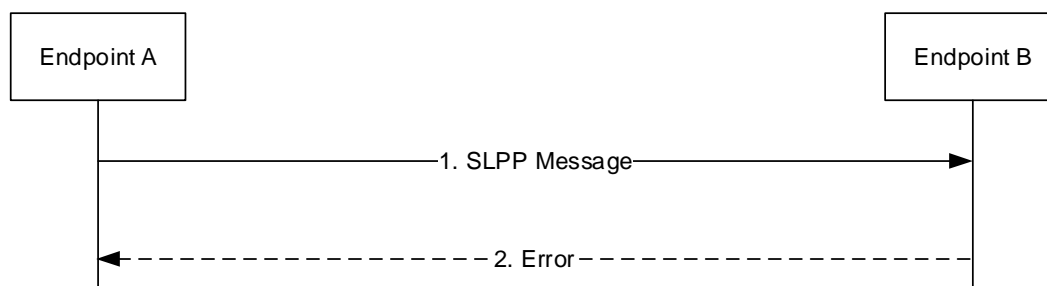 Endpoint A
Endpoint B
1. SLPP Message
2. Error